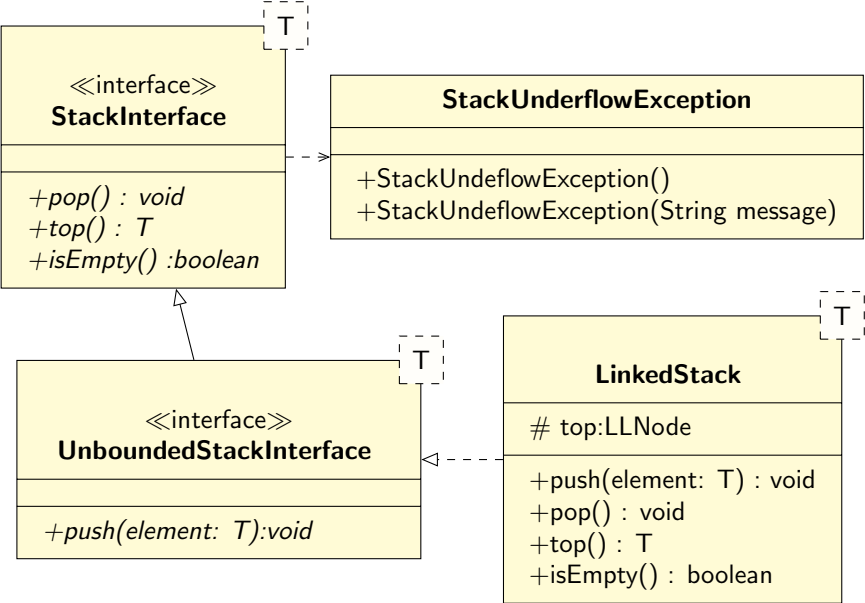 T
≪interface≫
StackInterface
+pop() : void
+top() : T
+isEmpty() :boolean
StackUnderflowException
+StackUndeflowException()
+StackUndeflowException(String message)
T
≪interface≫
UnboundedStackInterface
+push(element: T):void
T
LinkedStack
# top:LLNode
+push(element: T) : void
+pop() : void
+top() : T
+isEmpty() : boolean